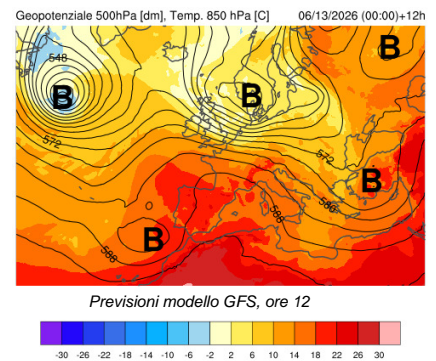 Geopotenziale 500hPa [dm], Temp. 850 hPa [C] 06/13/2026 (00:00)+12h
B
548
B
B
572
572
B
586
588
B
588
Previsioni modello GFS, ore 12
-30 -26 -22 -18 -14 -10 -6 -2 2 6 10 14 18 22 26 30